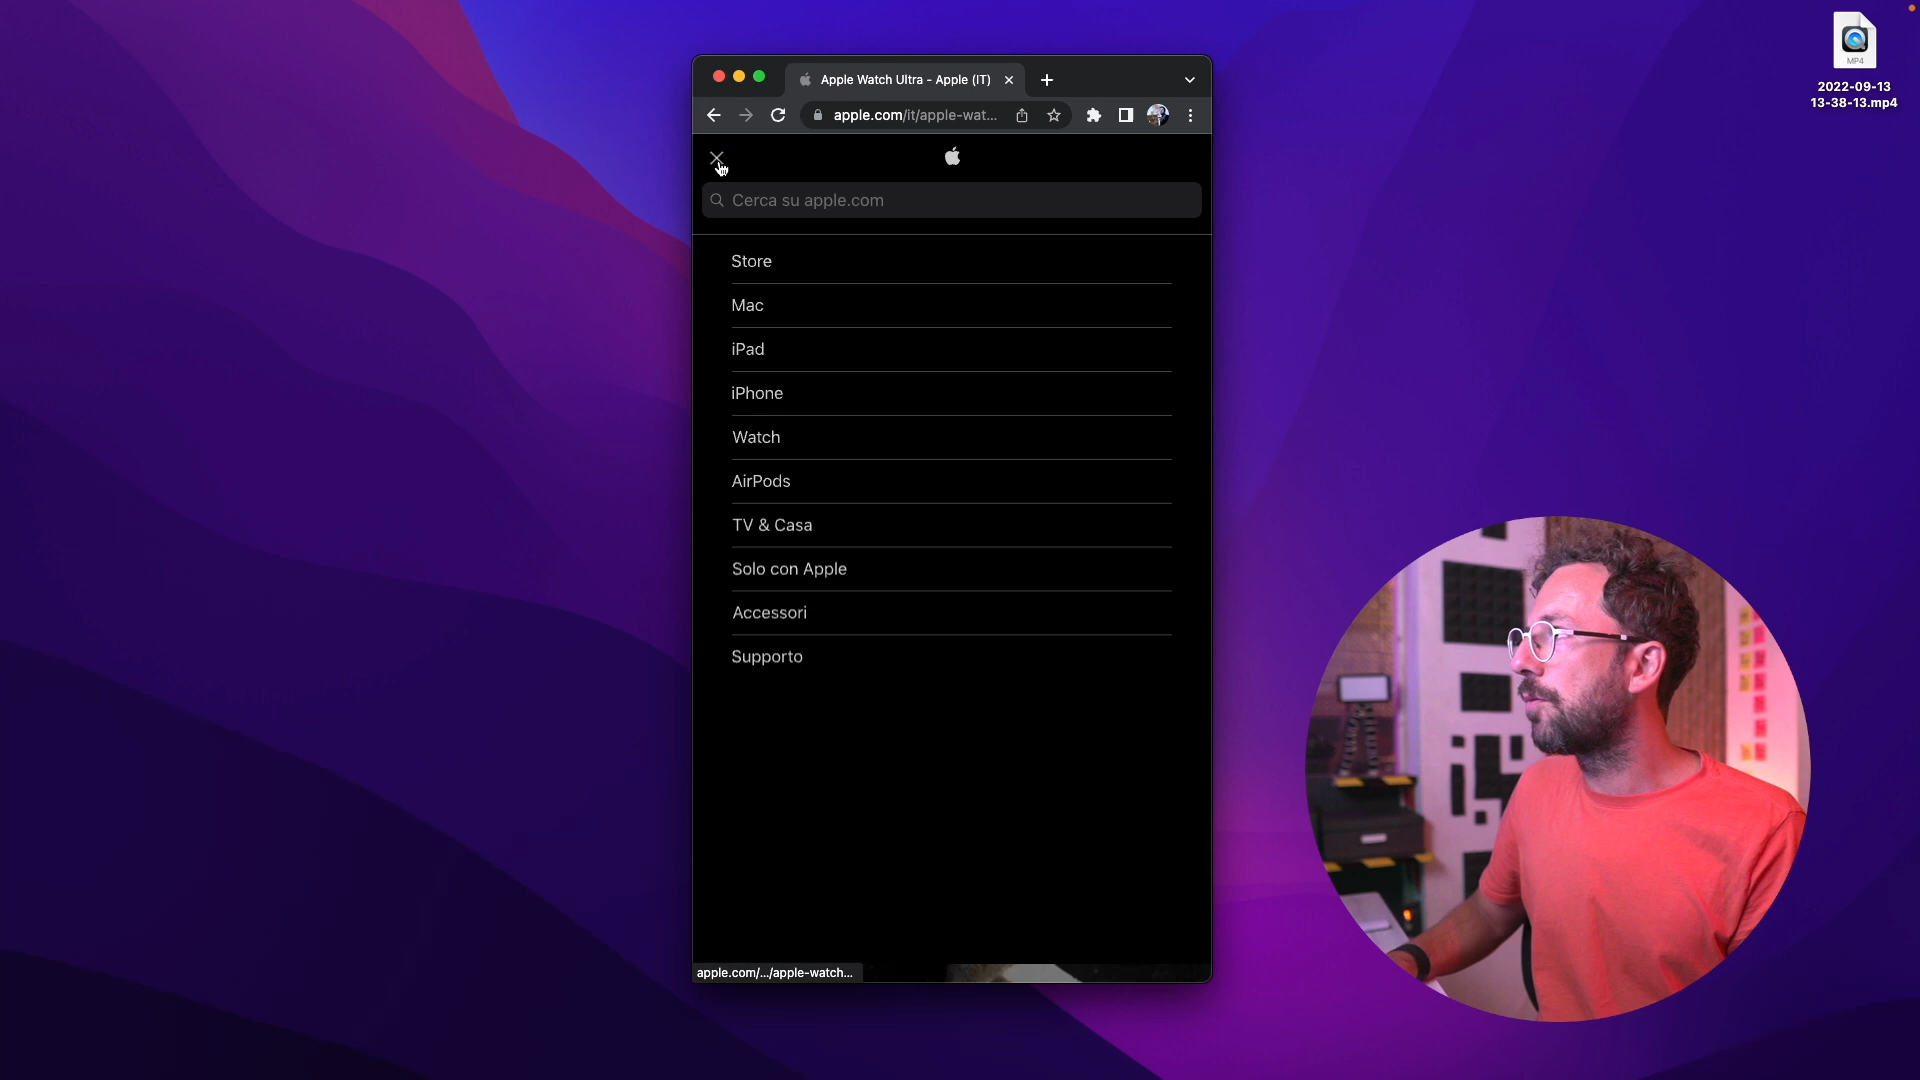 MP4
2022-09-13
13-38-13.mp4
Apple Watch Ultra - Apple (IT)
apple.com/it/apple-wat...
Cerca su apple.com
Store
Mac
iPad
iPhone
Watch
AirPods
TV & Casa
Solo con Apple
Accessori
Supporto
apple.com/.../apple-watch...